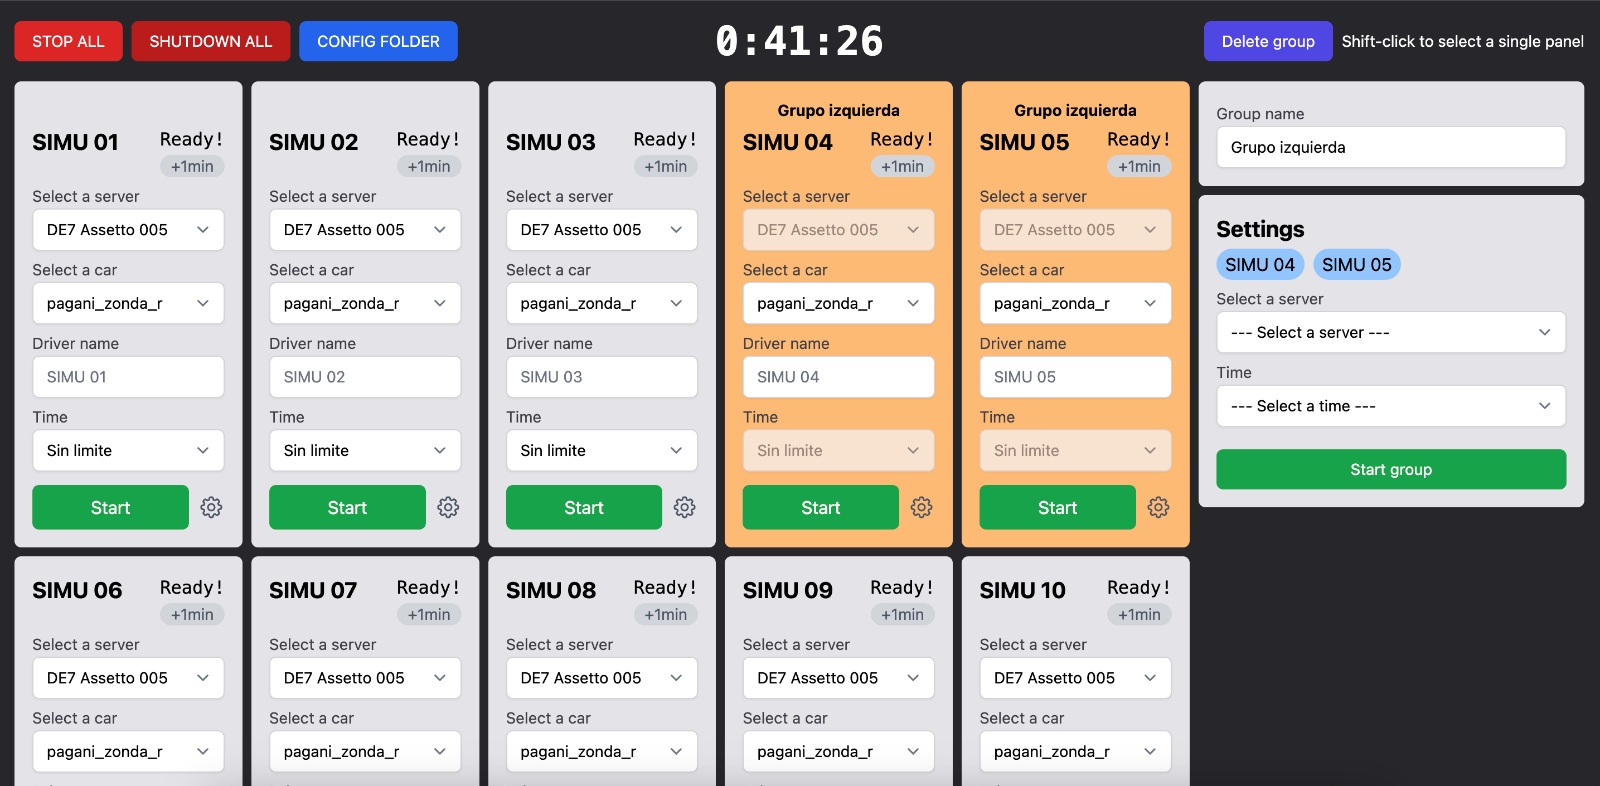 STOP ALL
SHUTDOWN ALL
CONFIG FOLDER
0:41:26
Delete group
Shift-click to select a single panel
SIMU 01
Ready!
+1min
Select a server
DE7 Assetto 005
Select a car
pagani_zonda_r
Driver name
SIMU 01
Time
Sin limite
Start
SIMU 02
Ready!
+1min
Select a server
DE7 Assetto 005
Select a car
pagani_zonda_r
Driver name
SIMU 02
Time
Sin limite
Start
SIMU 03
Ready!
+1min
Select a server
DE7 Assetto 005
Select a car
pagani_zonda_r
Driver name
SIMU 03
Time
Sin limite
Start
Grupo izquierda
SIMU 04
Ready!
+1min
Select a server
DE7 Assetto 005
Select a car
pagani_zonda_r
Driver name
SIMU 04
Time
Sin limite
Start
Grupo izquierda
SIMU 05
Ready!
+1min
Select a server
DE7 Assetto 005
Select a car
pagani_zonda_r
Driver name
SIMU 05
Time
Sin limite
Start
Group name
Grupo izquierda
Settings
SIMU 04
SIMU 05
Select a server
--- Select a server ---
Time
--- Select a time ---
Start group
SIMU 06
Ready!
+1min
Select a server
DE7 Assetto 005
Select a car
pagani_zonda_r
SIMU 07
Ready!
+1min
Select a server
DE7 Assetto 005
Select a car
pagani_zonda_r
SIMU 08
Ready!
+1min
Select a server
DE7 Assetto 005
Select a car
pagani_zonda_r
SIMU 09
Ready!
+1min
Select a server
DE7 Assetto 005
Select a car
pagani_zonda_r
SIMU 10
Ready!
+1min
Select a server
DE7 Assetto 005
Select a car
pagani_zonda_r